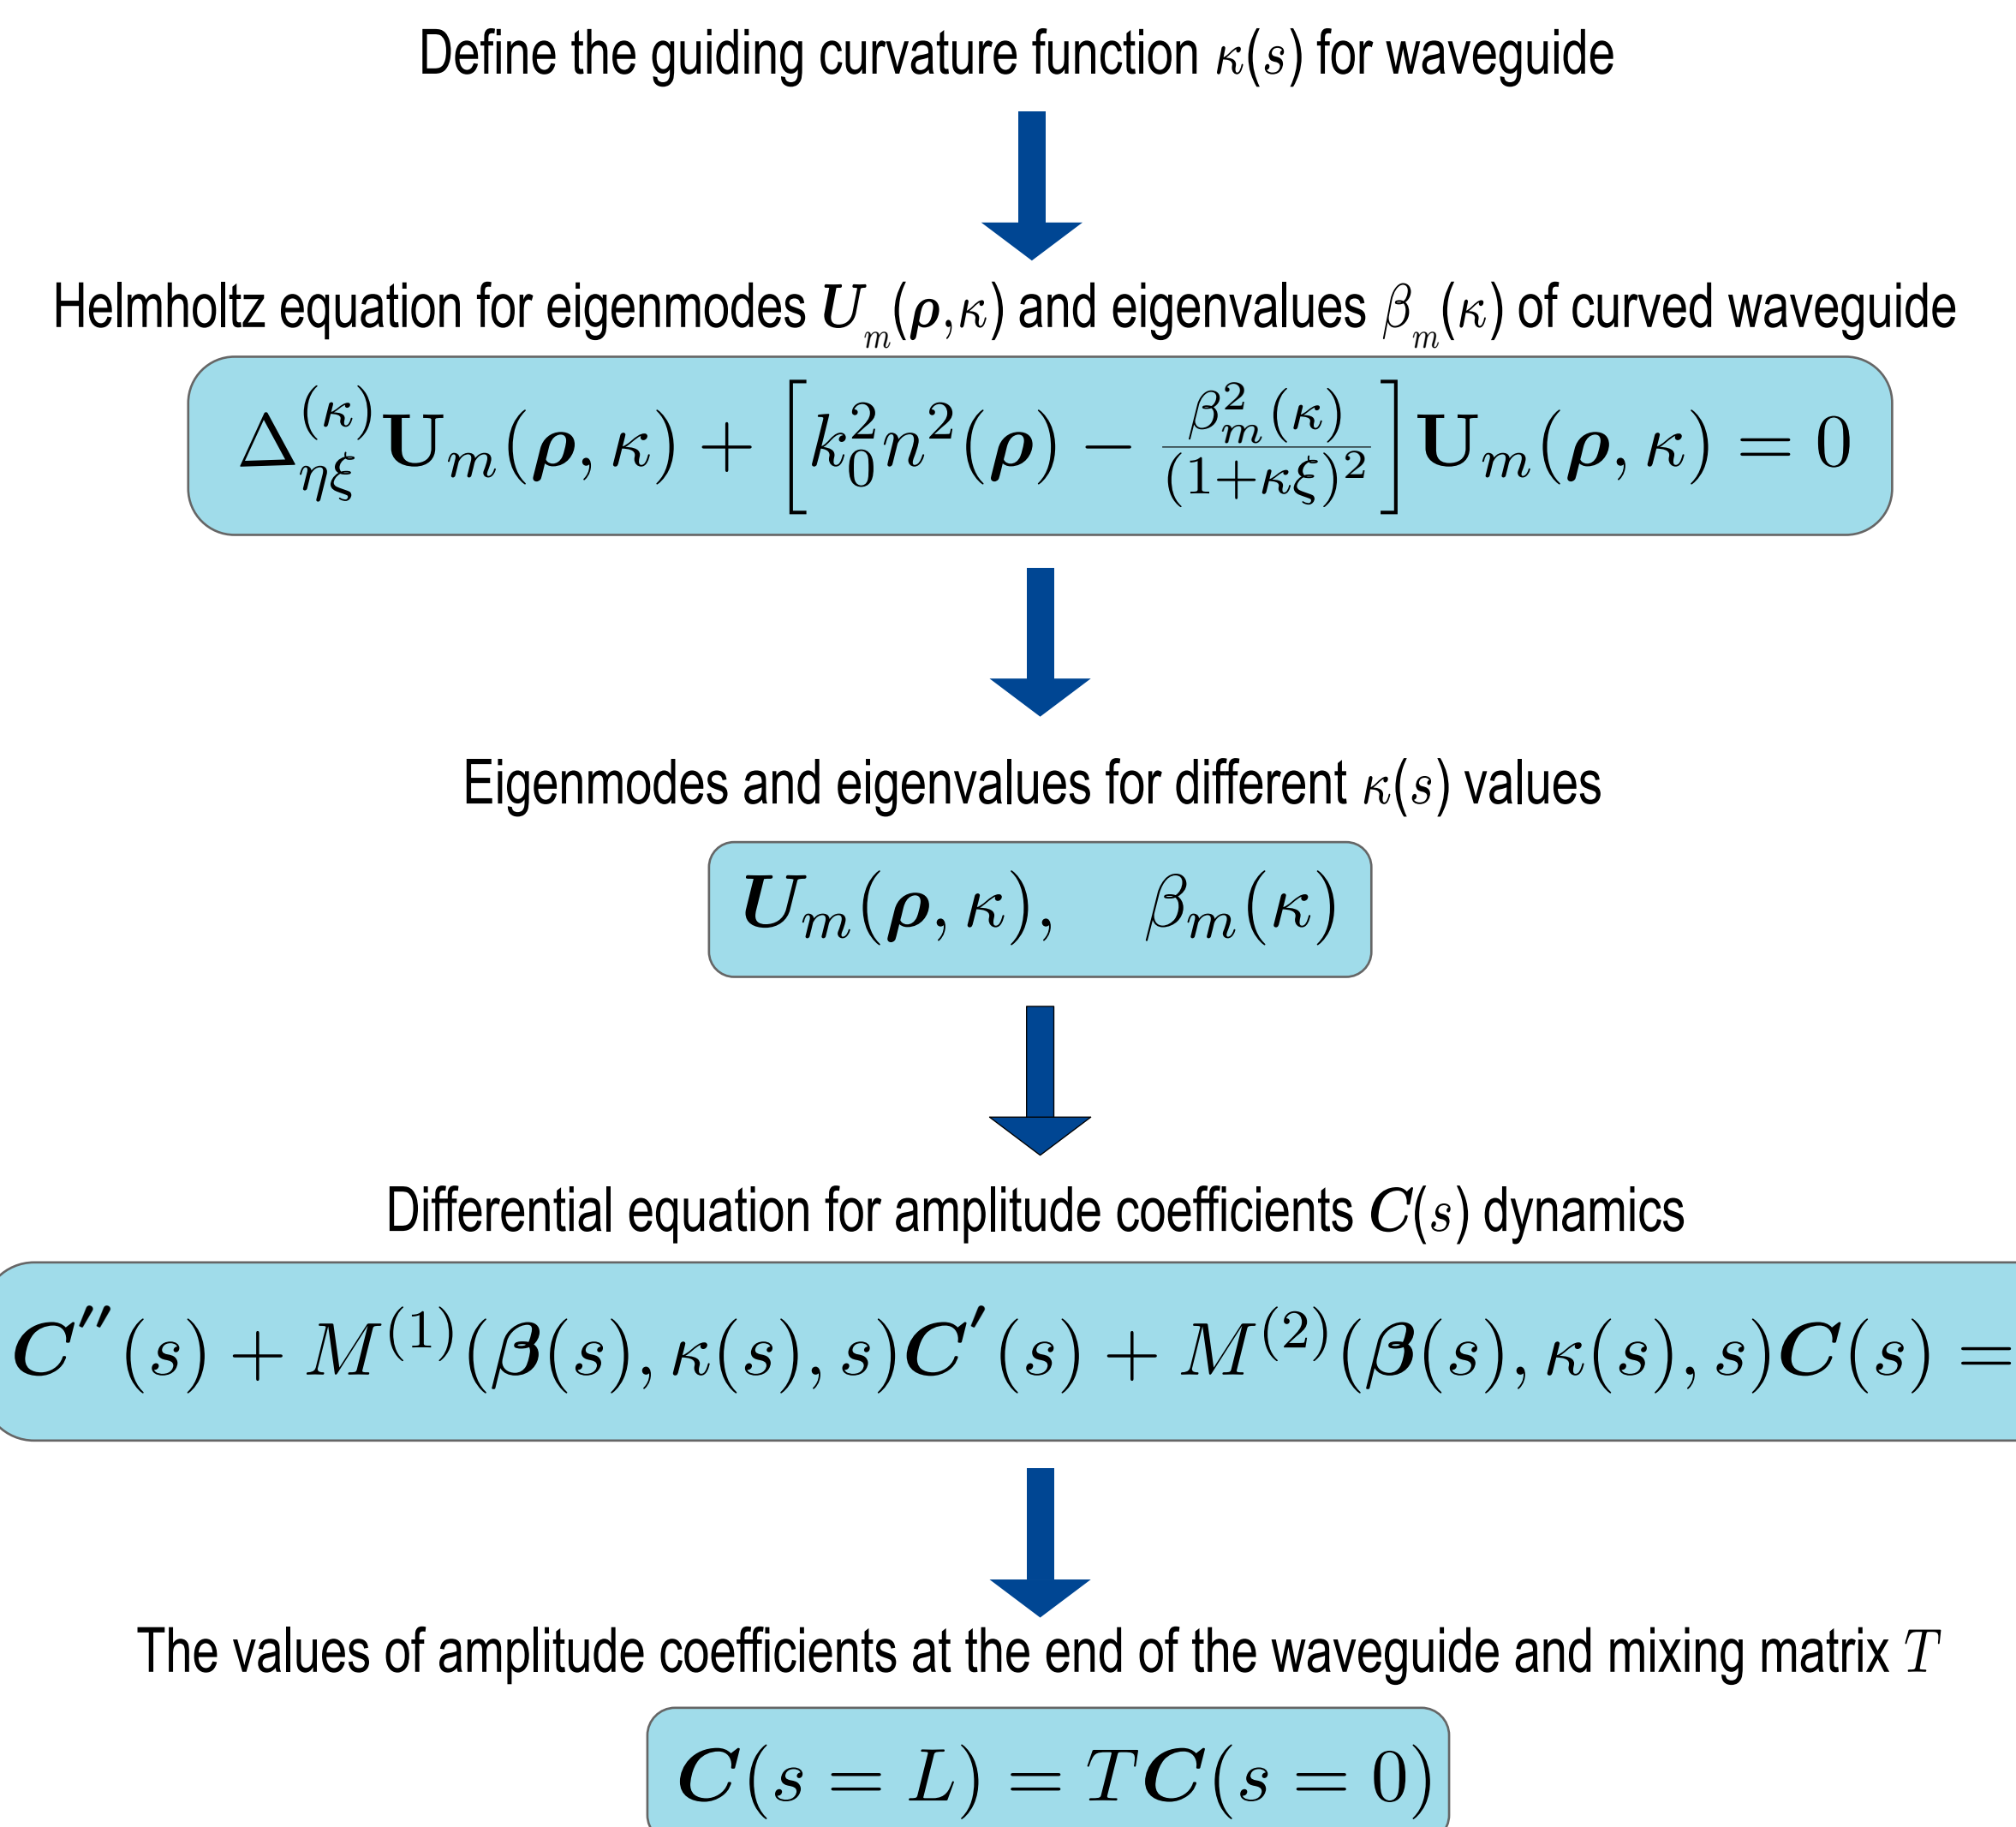 Define the guiding curvature function κ(s) for waveguide
Helmholtz equation for eigenmodes U_m(ρ,κ) and eigenvalues β_m(κ) of curved waveguide
Δ_{ηξ}^{(κ)} U_m(ρ, κ) + [k_0^2 n^2(ρ) − β_m^2(κ)/(1+κξ)^2] U_m(ρ, κ) = 0
Eigenmodes and eigenvalues for different κ(s) values
U_m(ρ, κ), β_m(κ)
Differential equation for amplitude coefficients C(s) dynamics
C″(s) + M^{(1)}(β(s), κ(s), s)C′(s) + M^{(2)}(β(s), κ(s), s)C(s) =
The values of amplitude coefficients at the end of the waveguide and mixing matrix T
C(s = L) = TC(s = 0)